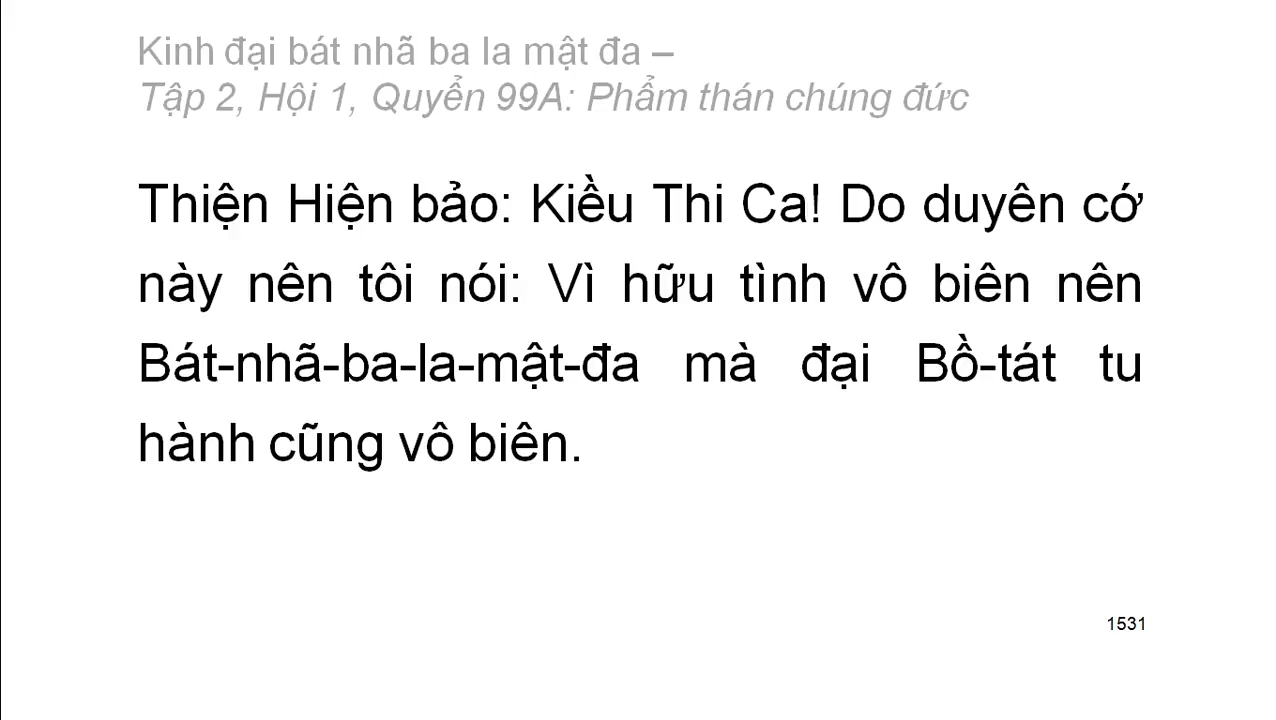 Kinh đại bát nhã ba la mật đa –
Tập 2, Hội 1, Quyển 99A: Phẩm thán chúng đức
Thiện Hiện bảo: Kiều Thi Ca! Do duyên cớ
này nên tôi nói: Vì hữu tình vô biên nên
Bát-nhã-ba-la-mật-đa mà đại Bồ-tát tu
hành cũng vô biên.
1531